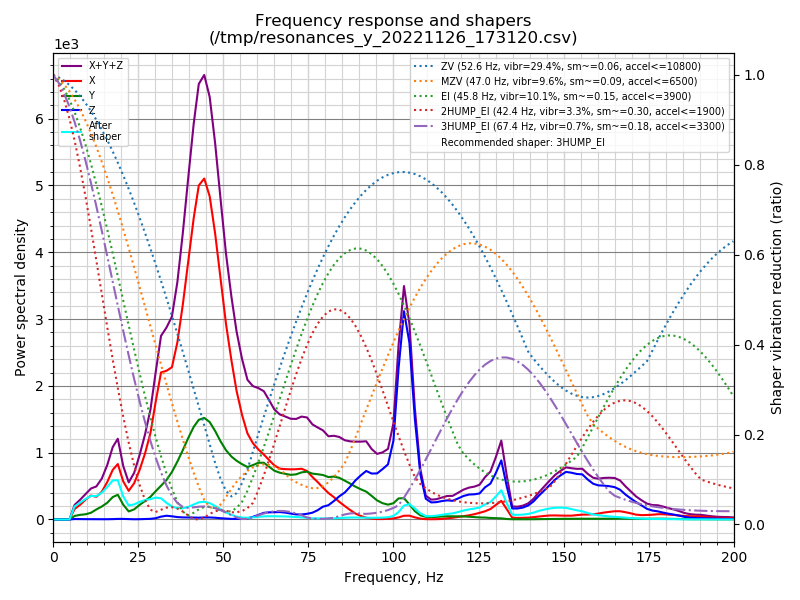 Frequency response and shapers
(/tmp/resonances_y_20221126_173120.csv)
1e3
X+Y+Z
X
Y
Z
After
shaper
ZV (52.6 Hz, vibr=29.4%, sm~=0.06, accel<=10800)
MZV (47.0 Hz, vibr=9.6%, sm~=0.09, accel<=6500)
EI (45.8 Hz, vibr=10.1%, sm~=0.15, accel<=3900)
2HUMP_EI (42.4 Hz, vibr=3.3%, sm~=0.30, accel<=1900)
3HUMP_EI (67.4 Hz, vibr=0.7%, sm~=0.18, accel<=3300)
Recommended shaper: 3HUMP_EI
Power spectral density
6
5
4
3
2
1
0
1.0
0.8
0.6
0.4
0.2
0.0
Shaper vibration reduction (ratio)
0 25 50 75 100 125 150 175 200
Frequency, Hz